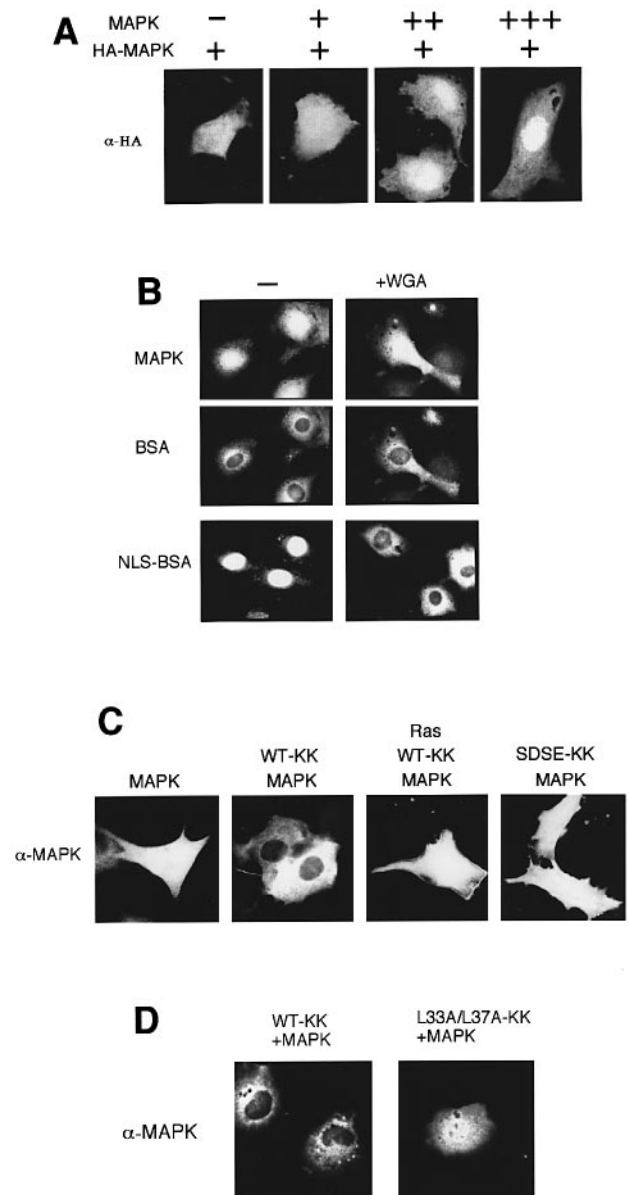 A
MAPK − + ++ +++
HA-MAPK + + + +
α-HA
B
− +WGA
MAPK
BSA
NLS-BSA
C
Ras
WT-KK WT-KK SDSE-KK
MAPK MAPK MAPK MAPK
α-MAPK
D
WT-KK L33A/L37A-KK
+MAPK +MAPK
α-MAPK